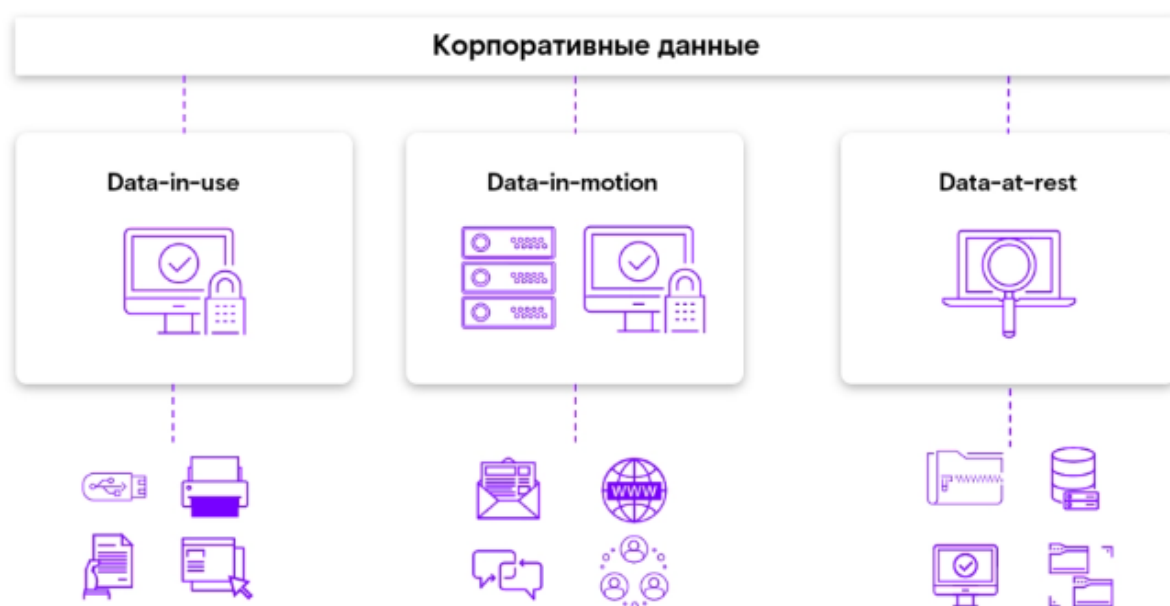 Корпоративные данные
Data-in-use
Data-in-motion
Data-at-rest
WWW